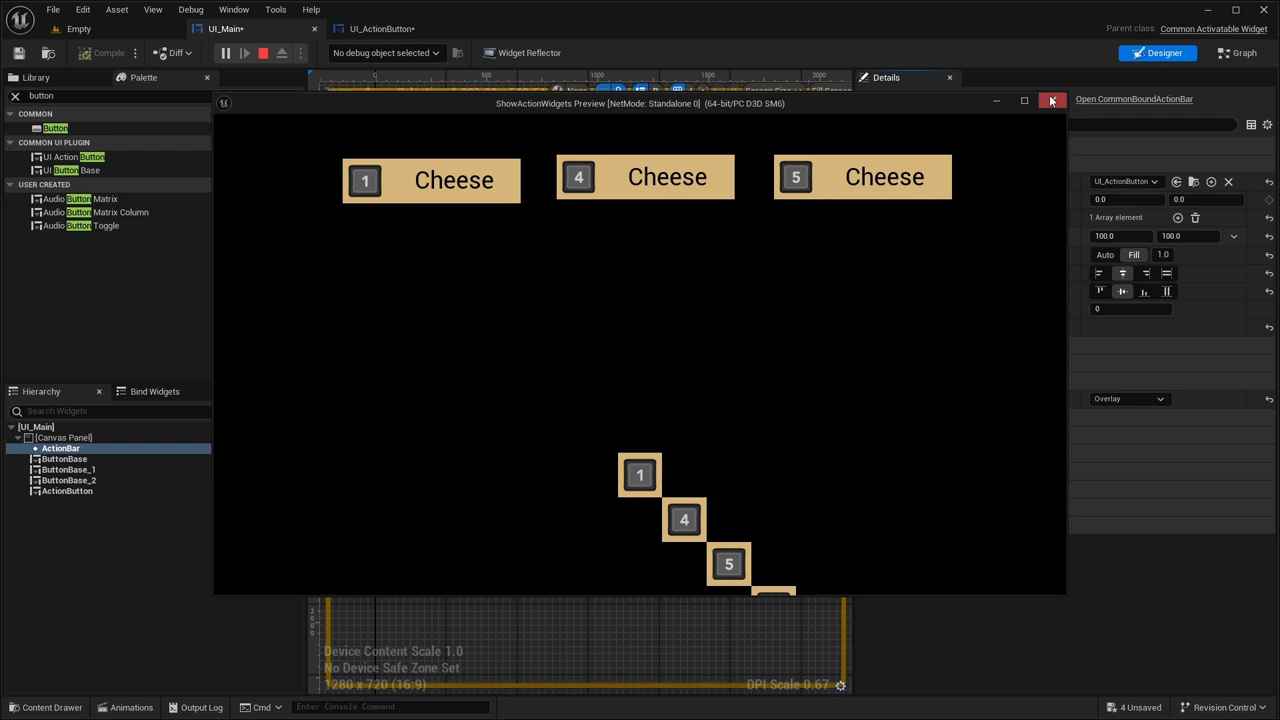 File Edit Asset View Debug Window Tools Help
Empty
UI_Main*
UI_ActionButton*
Parent class: Common Activatable Widget
Compile
Diff
No debug object selected
Widget Reflector
Designer
Graph
Library
Palette
0 500 1000 1500 2000
Details
button
ShowActionWidgets Preview [NetMode: Standalone 0] (64-bit/PC D3D SM6)
Open CommonBoundActionBar
COMMON
Button
COMMON UI PLUGIN
UI Action Button
UI Button Base
USER CREATED
Audio Button Matrix
Audio Button Matrix Column
Audio Button Toggle
1 Cheese
4 Cheese
5 Cheese
UI_ActionButton
0.0 0.0
1 Array element
100.0 100.0
Auto Fill 1.0
0
Hierarchy
Bind Widgets
Search Widgets
[UI_Main]
[Canvas Panel]
ActionBar
ButtonBase
ButtonBase_1
ButtonBase_2
ActionButton
Overlay
1
4
5
Device Content Scale 1.0
No Device Safe Zone Set
1280 x 720 (16:9)
DPI Scale 0.67
Content Drawer
Animations
Output Log
Cmd
Enter Console Command
4 Unsaved
Revision Control